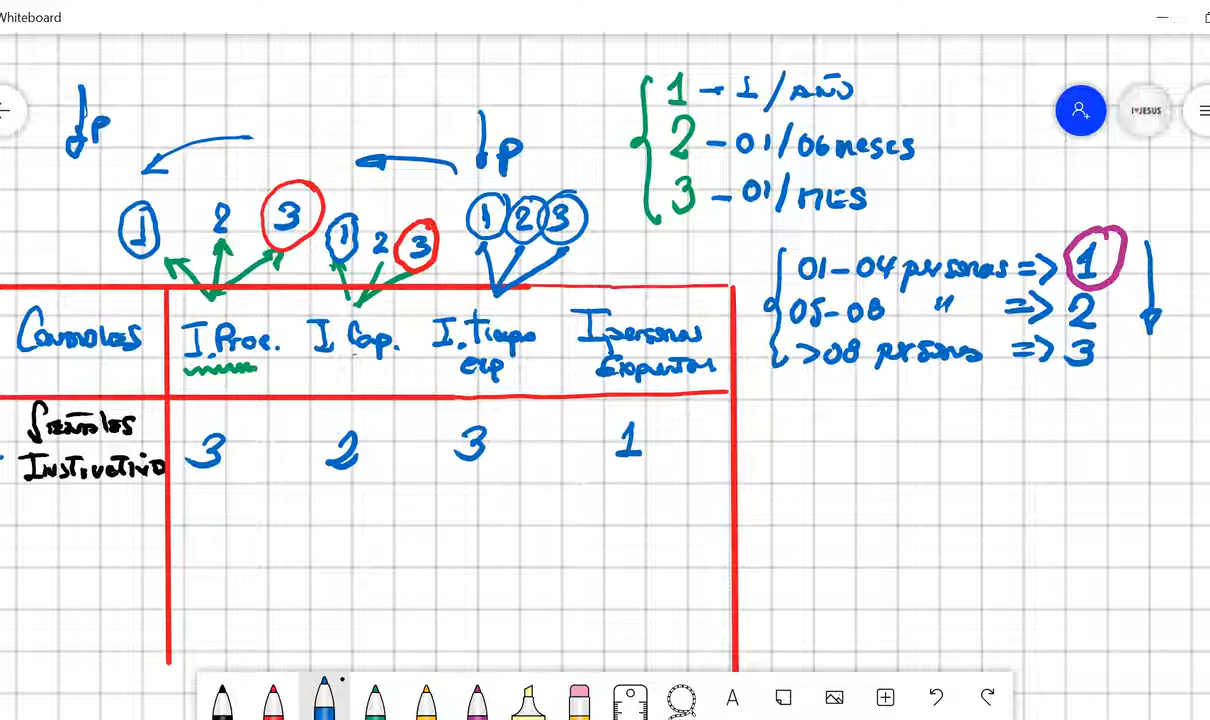 Whiteboard
1 - 1/AÑO
2 - 01/06 meses
3 - 01/MES
I♥JESUS
↓P
↓P
1 2 3
1 2 3
1 2 3
01-04 personas => 1
05-08 " => 2
>08 personas => 3
Controles
I.Proc.
I. Cap.
I. tiempo
exp
I personas
Expuestas
Señales
Instructivo
3 2 3 1
A